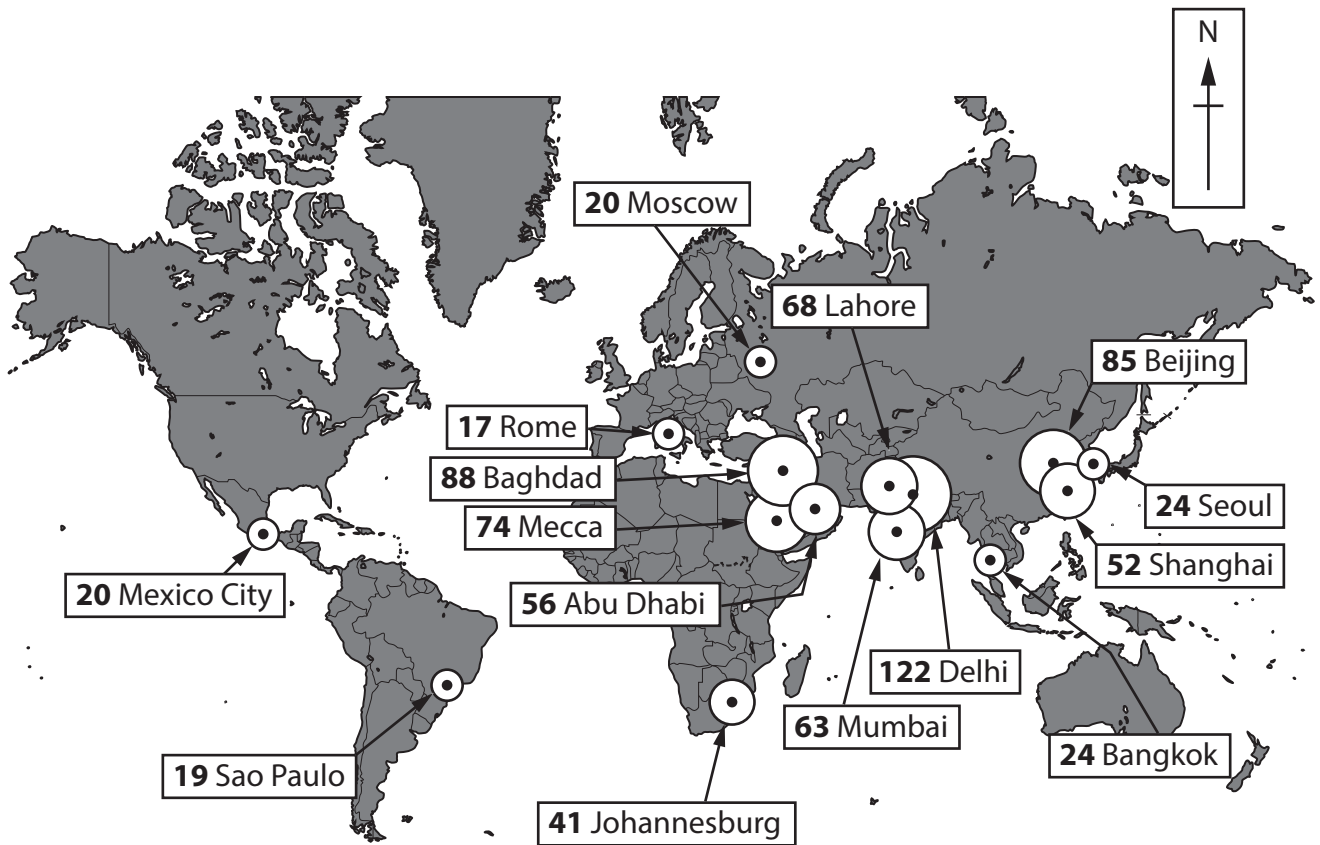 N
20 Moscow
68 Lahore
85 Beijing
17 Rome
88 Baghdad
24 Seoul
74 Mecca
52 Shanghai
20 Mexico City
56 Abu Dhabi
122 Delhi
63 Mumbai
24 Bangkok
19 Sao Paulo
41 Johannesburg